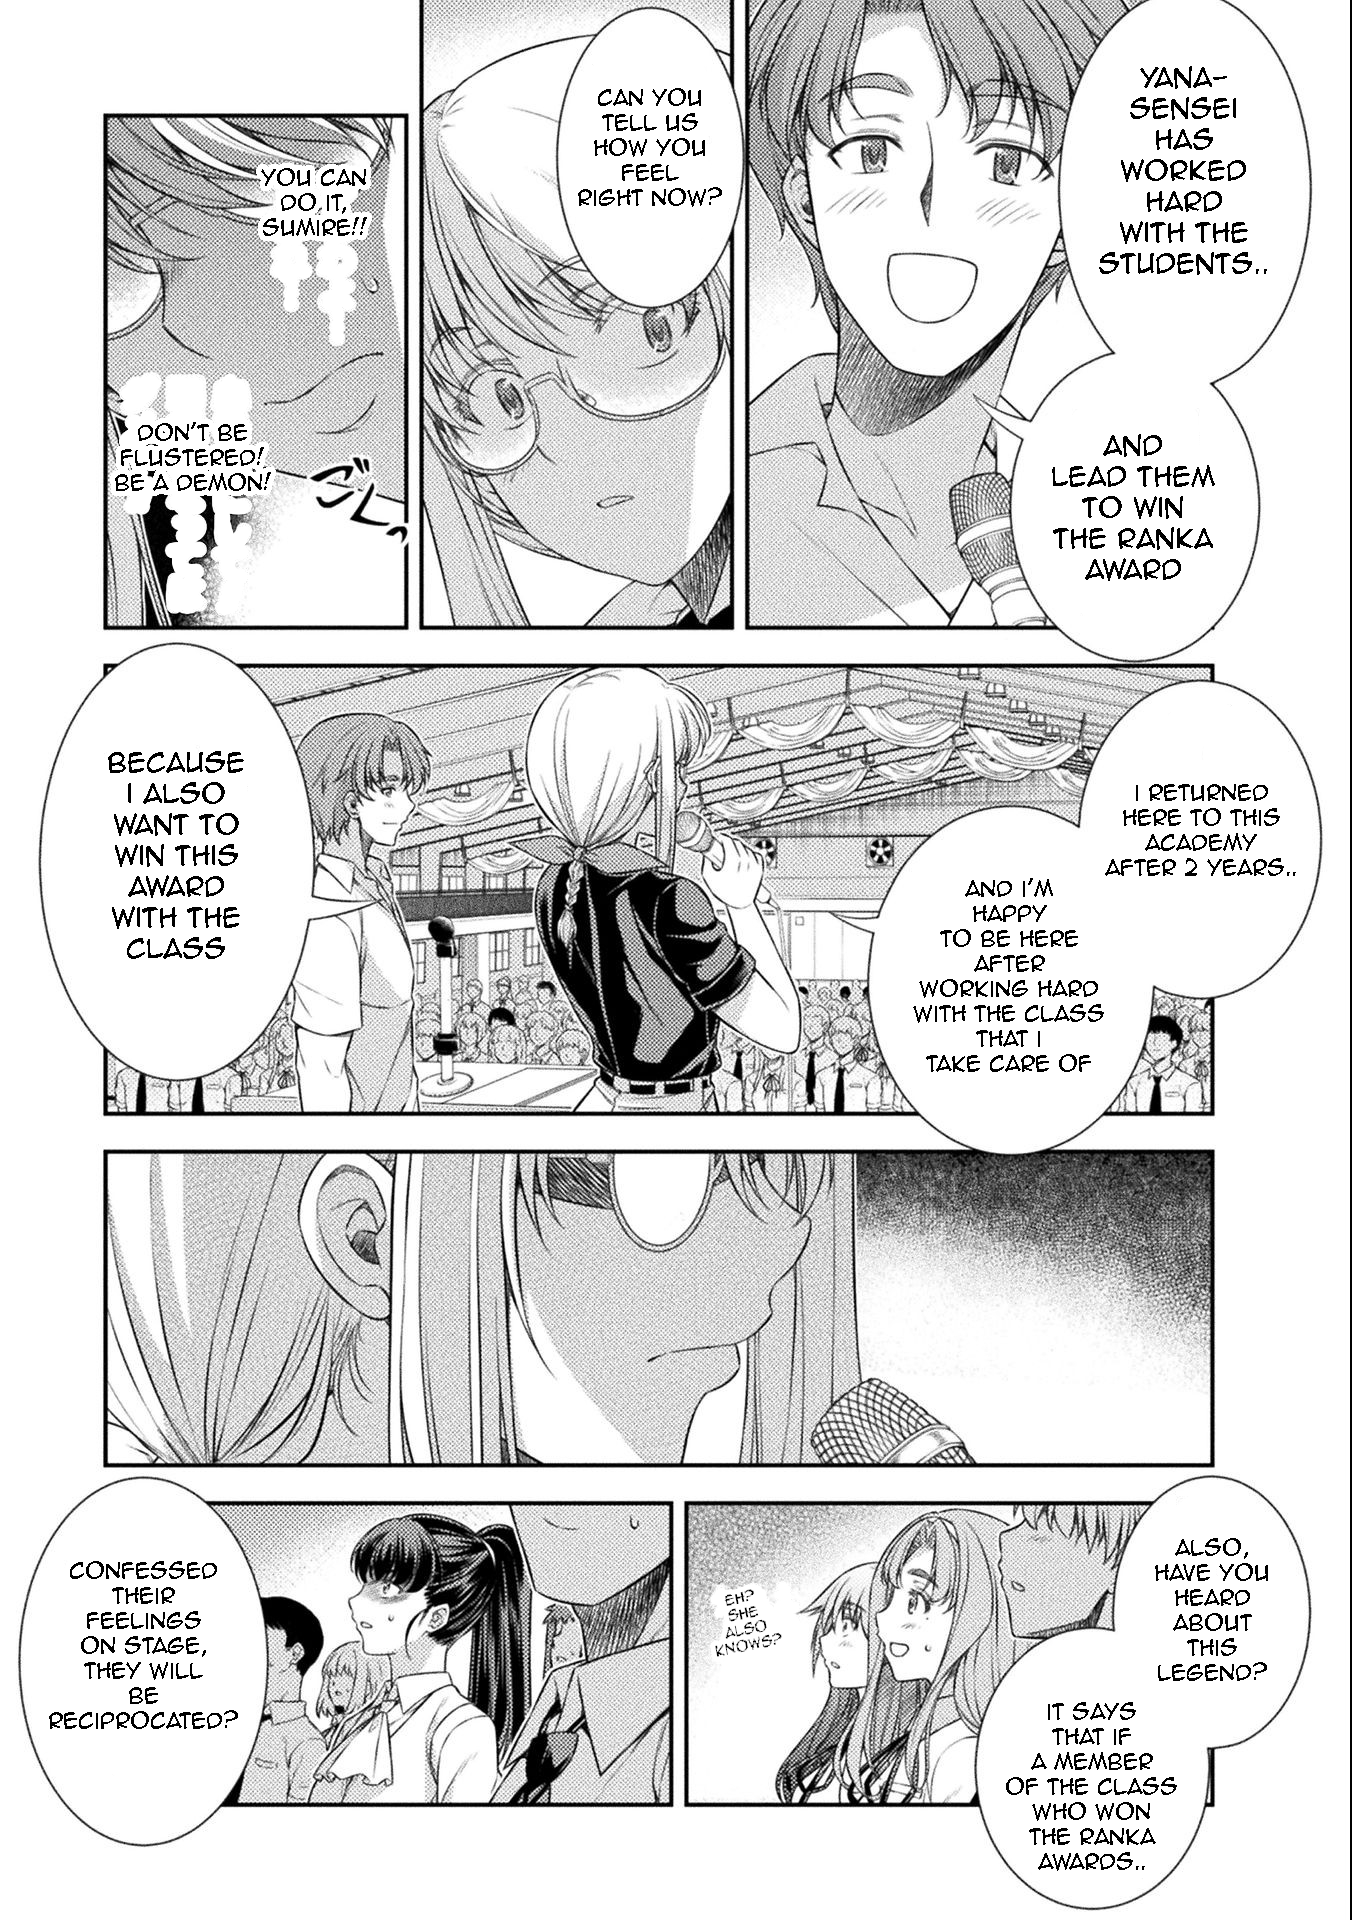 YANA-
SENSEI
HAS
WORKED
HARD
WITH THE
STUDENTS..
AND
LEAD THEM
TO WIN
THE RANKA
AWARD
CAN YOU
TELL US
HOW YOU
FEEL
RIGHT NOW?
YOU CAN
DO IT,
SUMIRE!!
DON'T BE
FLUSTERED!
BE A DEMON!
ゴクッ
I RETURNED
HERE TO THIS
ACADEMY
AFTER 2 YEARS..
AND I'M
HAPPY
TO BE HERE
AFTER
WORKING HARD
WITH THE CLASS
THAT I
TAKE CARE OF
BECAUSE
I ALSO
WANT TO
WIN THIS
AWARD
WITH THE
CLASS
ALSO,
HAVE YOU
HEARD
ABOUT
THIS
LEGEND?
IT SAYS
THAT IF
A MEMBER
OF THE CLASS
WHO WON
THE RANKA
AWARDS..
EH?
SHE
ALSO
KNOWS?
CONFESSED
THEIR
FEELINGS
ON STAGE,
THEY WILL
BE
RECIPROCATED?